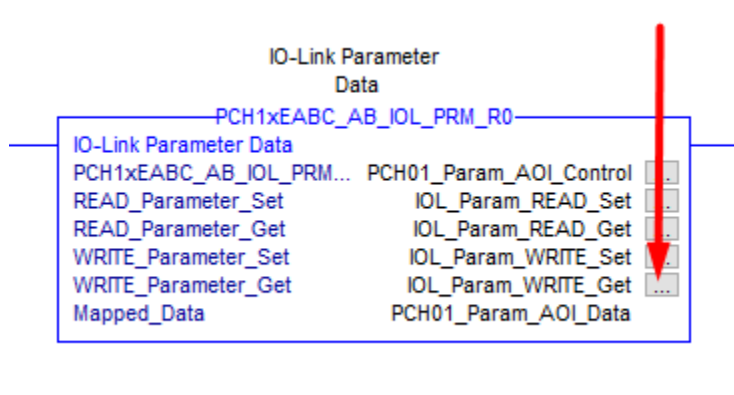 IO-Link Parameter
Data
PCH1xEABC_AB_IOL_PRM_R0
IO-Link Parameter Data
PCH1xEABC_AB_IOL_PRM... PCH01_Param_AOI_Control ...
READ_Parameter_Set IOL_Param_READ_Set ...
READ_Parameter_Get IOL_Param_READ_Get ...
WRITE_Parameter_Set IOL_Param_WRITE_Set ...
WRITE_Parameter_Get IOL_Param_WRITE_Get ...
Mapped_Data PCH01_Param_AOI_Data